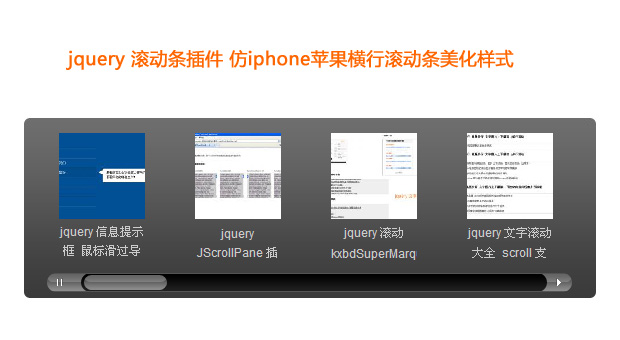 jquery 滚动条插件 仿iphone苹果横行滚动条美化样式
jquery 信息提示
框 鼠标滑过导
jquery
JScrollPane 插
jquery 滚动
kxbdSuperMarq
jquery 文字滚动
大全 scroll 支